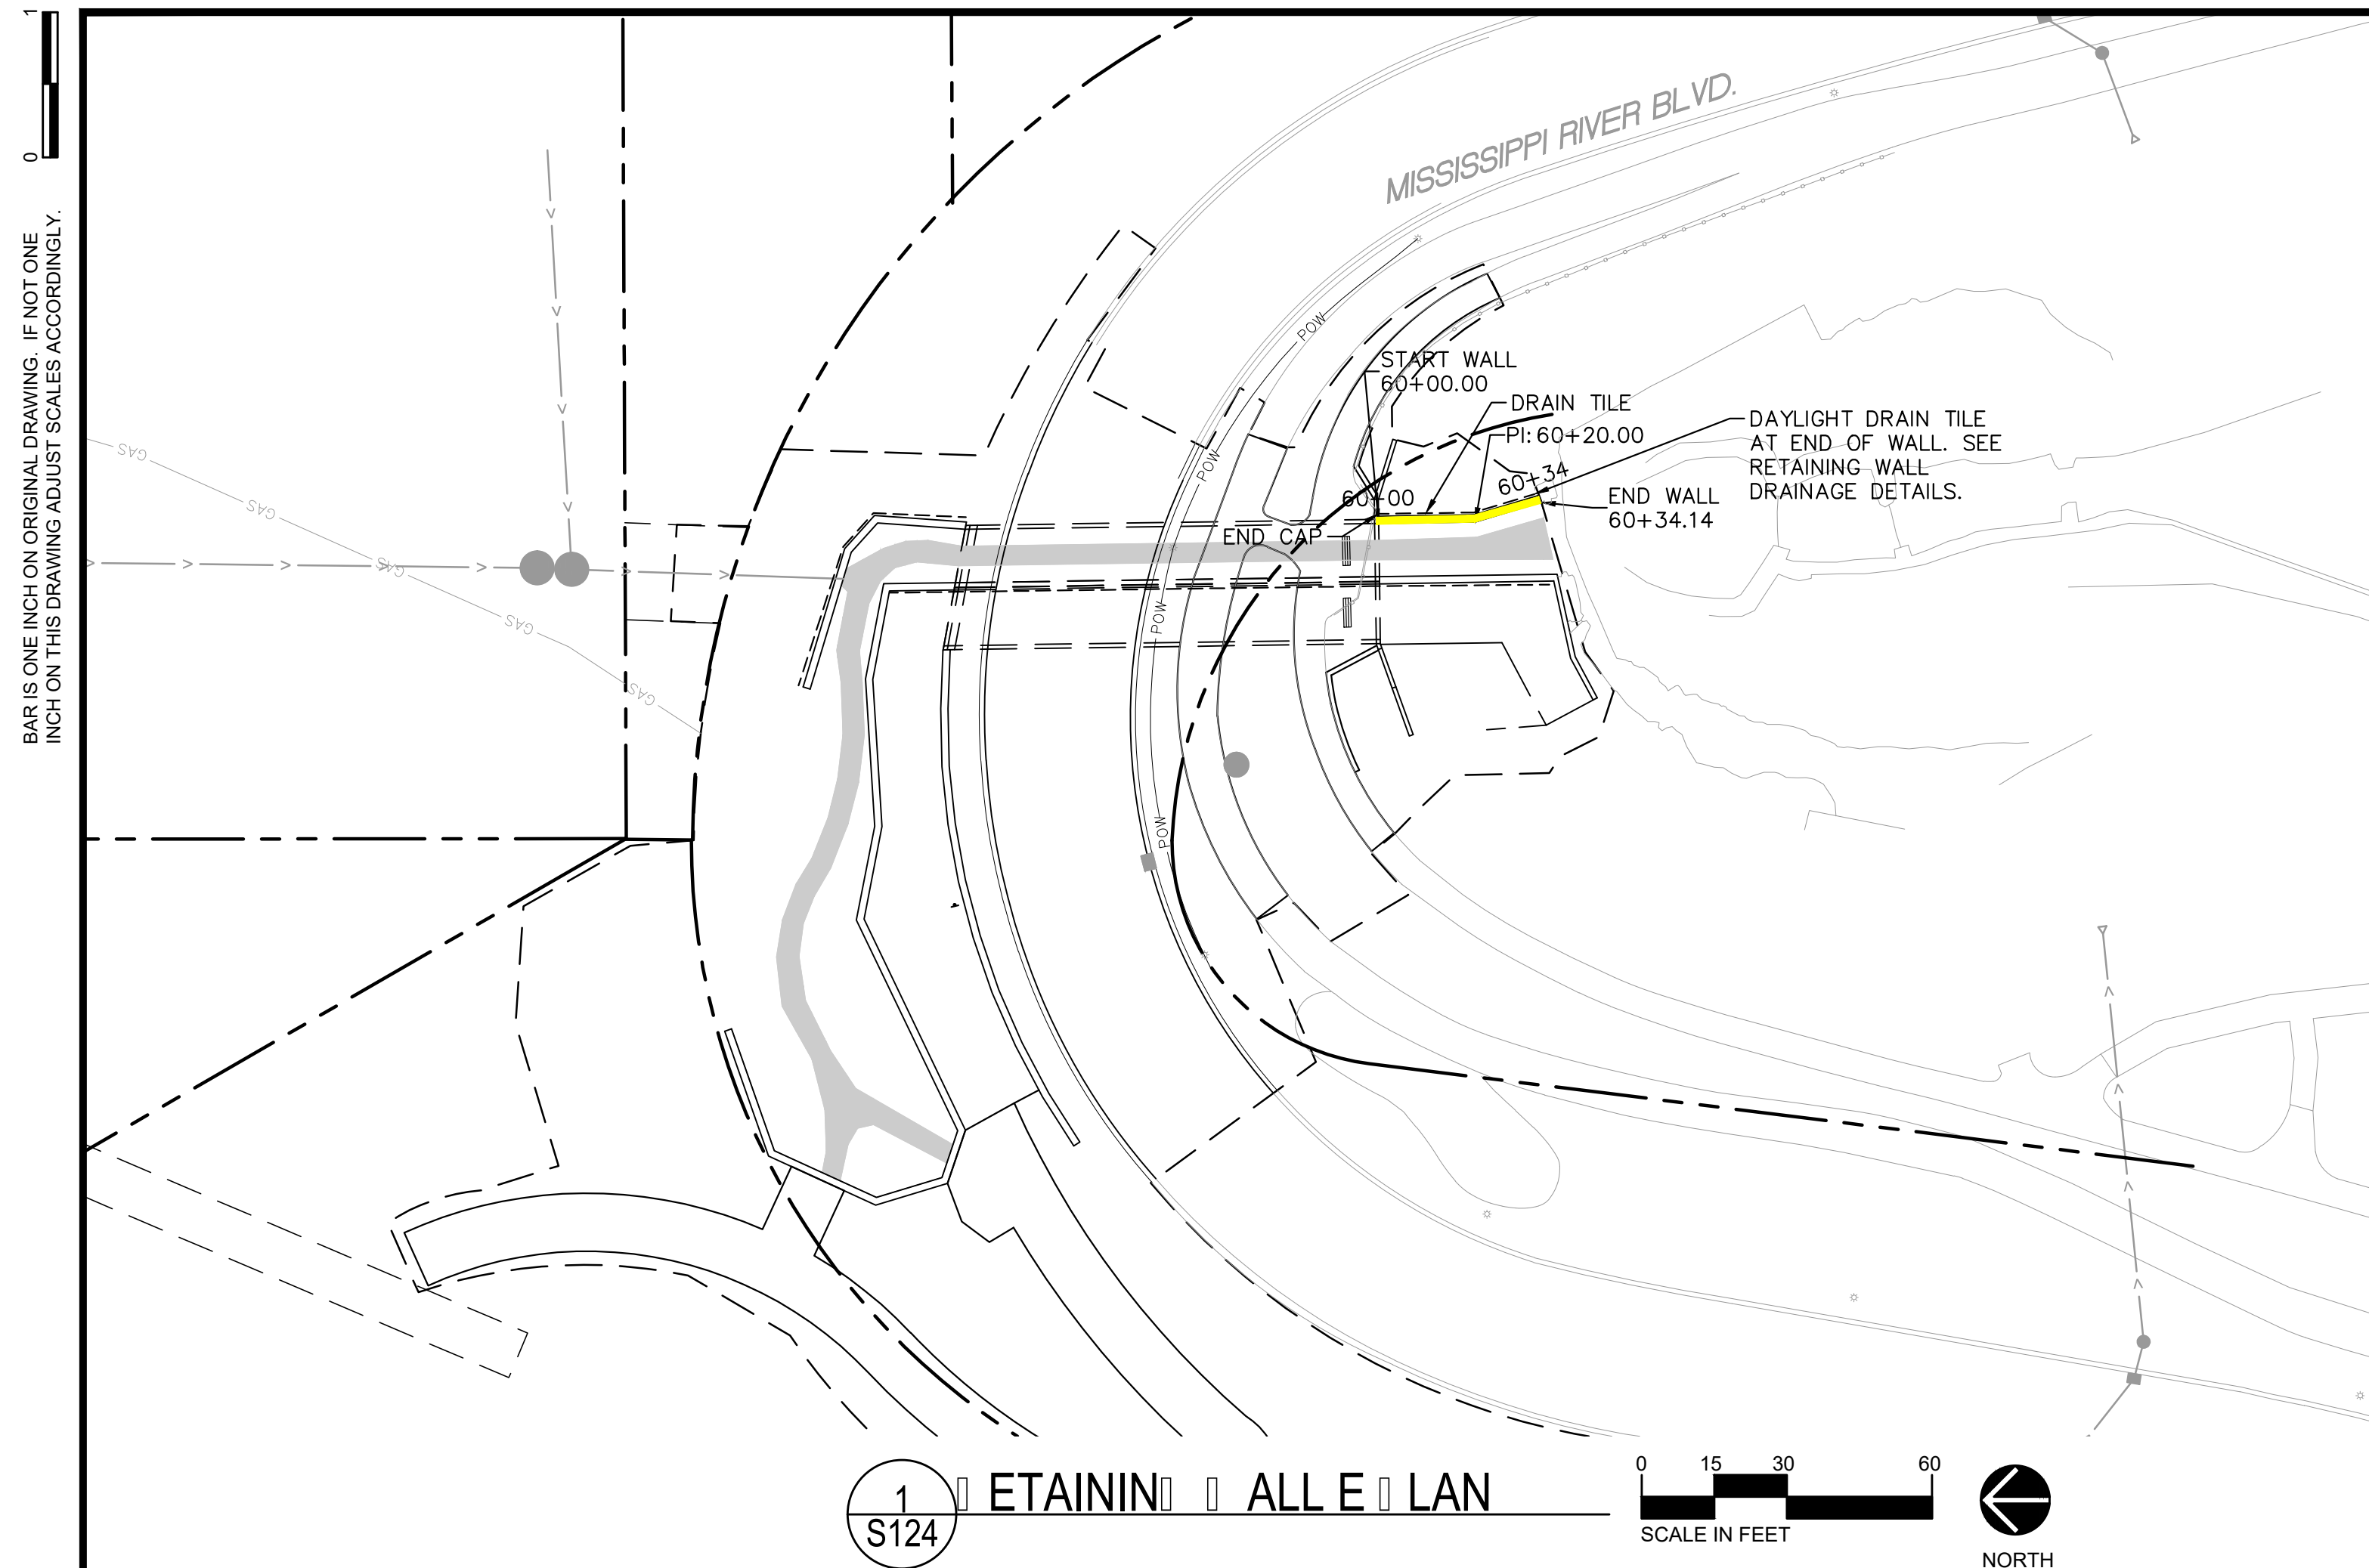 1
0
BAR IS ONE INCH ON ORIGINAL DRAWING. IF NOT ONE
INCH ON THIS DRAWING ADJUST SCALES ACCORDINGLY.
MISSISSIPPI RIVER BLVD.
GAS
GAS
GAS
GAS
GAS
POW
POW
POW
POW
START WALL
60+00.00
DRAIN TILE
PI: 60+20.00
DAYLIGHT DRAIN TILE
AT END OF WALL. SEE
RETAINING WALL
DRAINAGE DETAILS.
60+34
60+00
END WALL
60+34.14
END CAP
1
S124
ETAININ ALL E LAN
0 15 30 60
SCALE IN FEET
NORTH